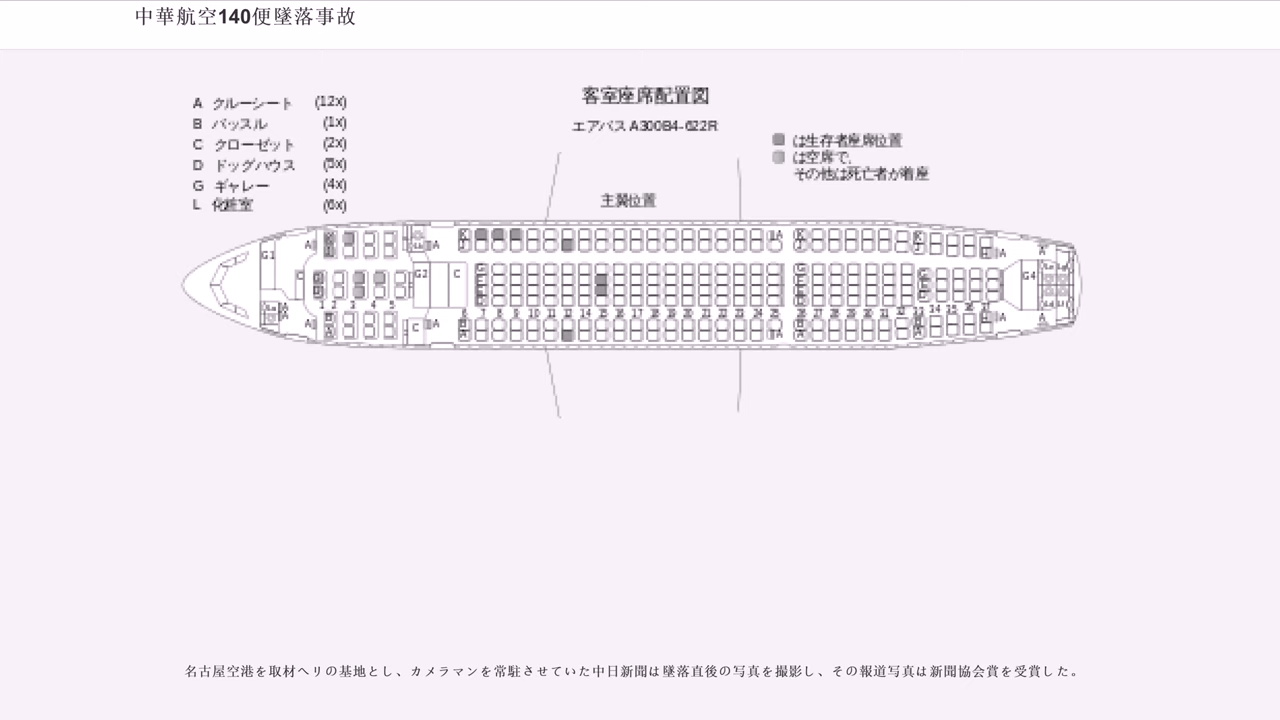 中華航空140便墜落事故
客室座席配置図
エアバス A300B4-622R
A クルーシート (12x)
B バッスル (1x)
C クローゼット (2x)
D ドッグハウス (5x)
G ギャレー (4x)
L 化粧室 (6x)
は生存者座席位置
は空席で、
その他は死亡者が着座
主翼位置
G1
G2
C
G4
C
名古屋空港を取材ヘリの基地とし、カメラマンを常駐させていた中日新聞は墜落直後の写真を撮影し、その報道写真は新聞協会賞を受賞した。